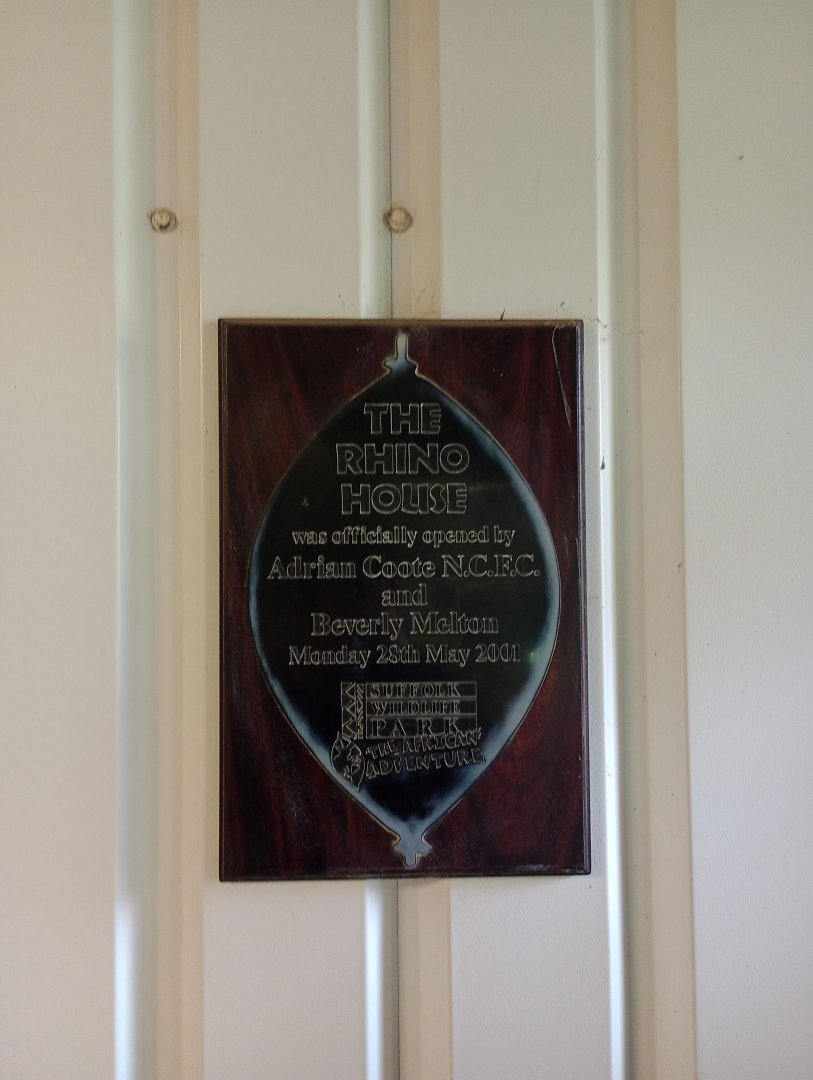 THE
RHINO
HOUSE
was officially opened by
Adrian Coote N.C.F.C.
and
Beverly Melton
Monday 28th May 2001
SUFFOLK
WILDLIFE
PARK
THE AFRICAN
ADVENTURE